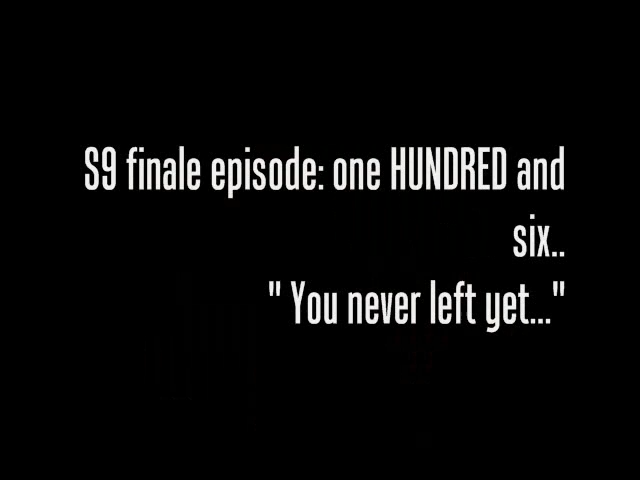 S9 finale episode: one HUNDRED and
six..
" You never left yet..."